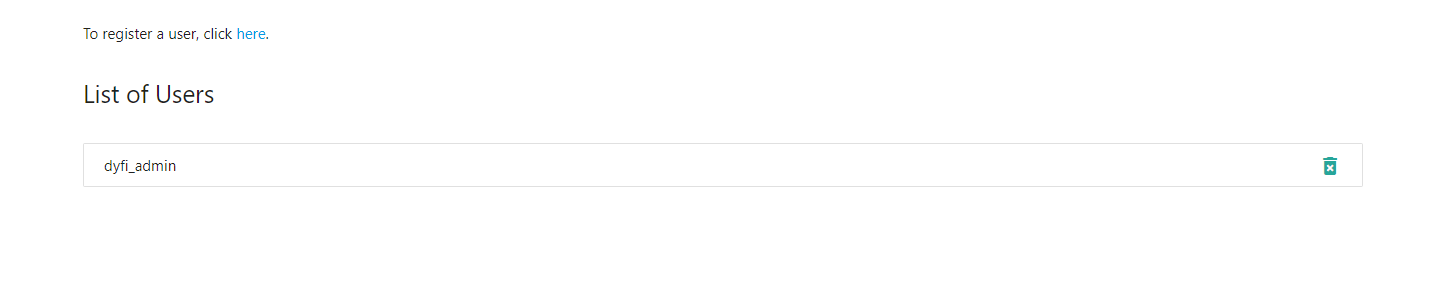 To register a user, click here.
List of Users
dyfi_admin